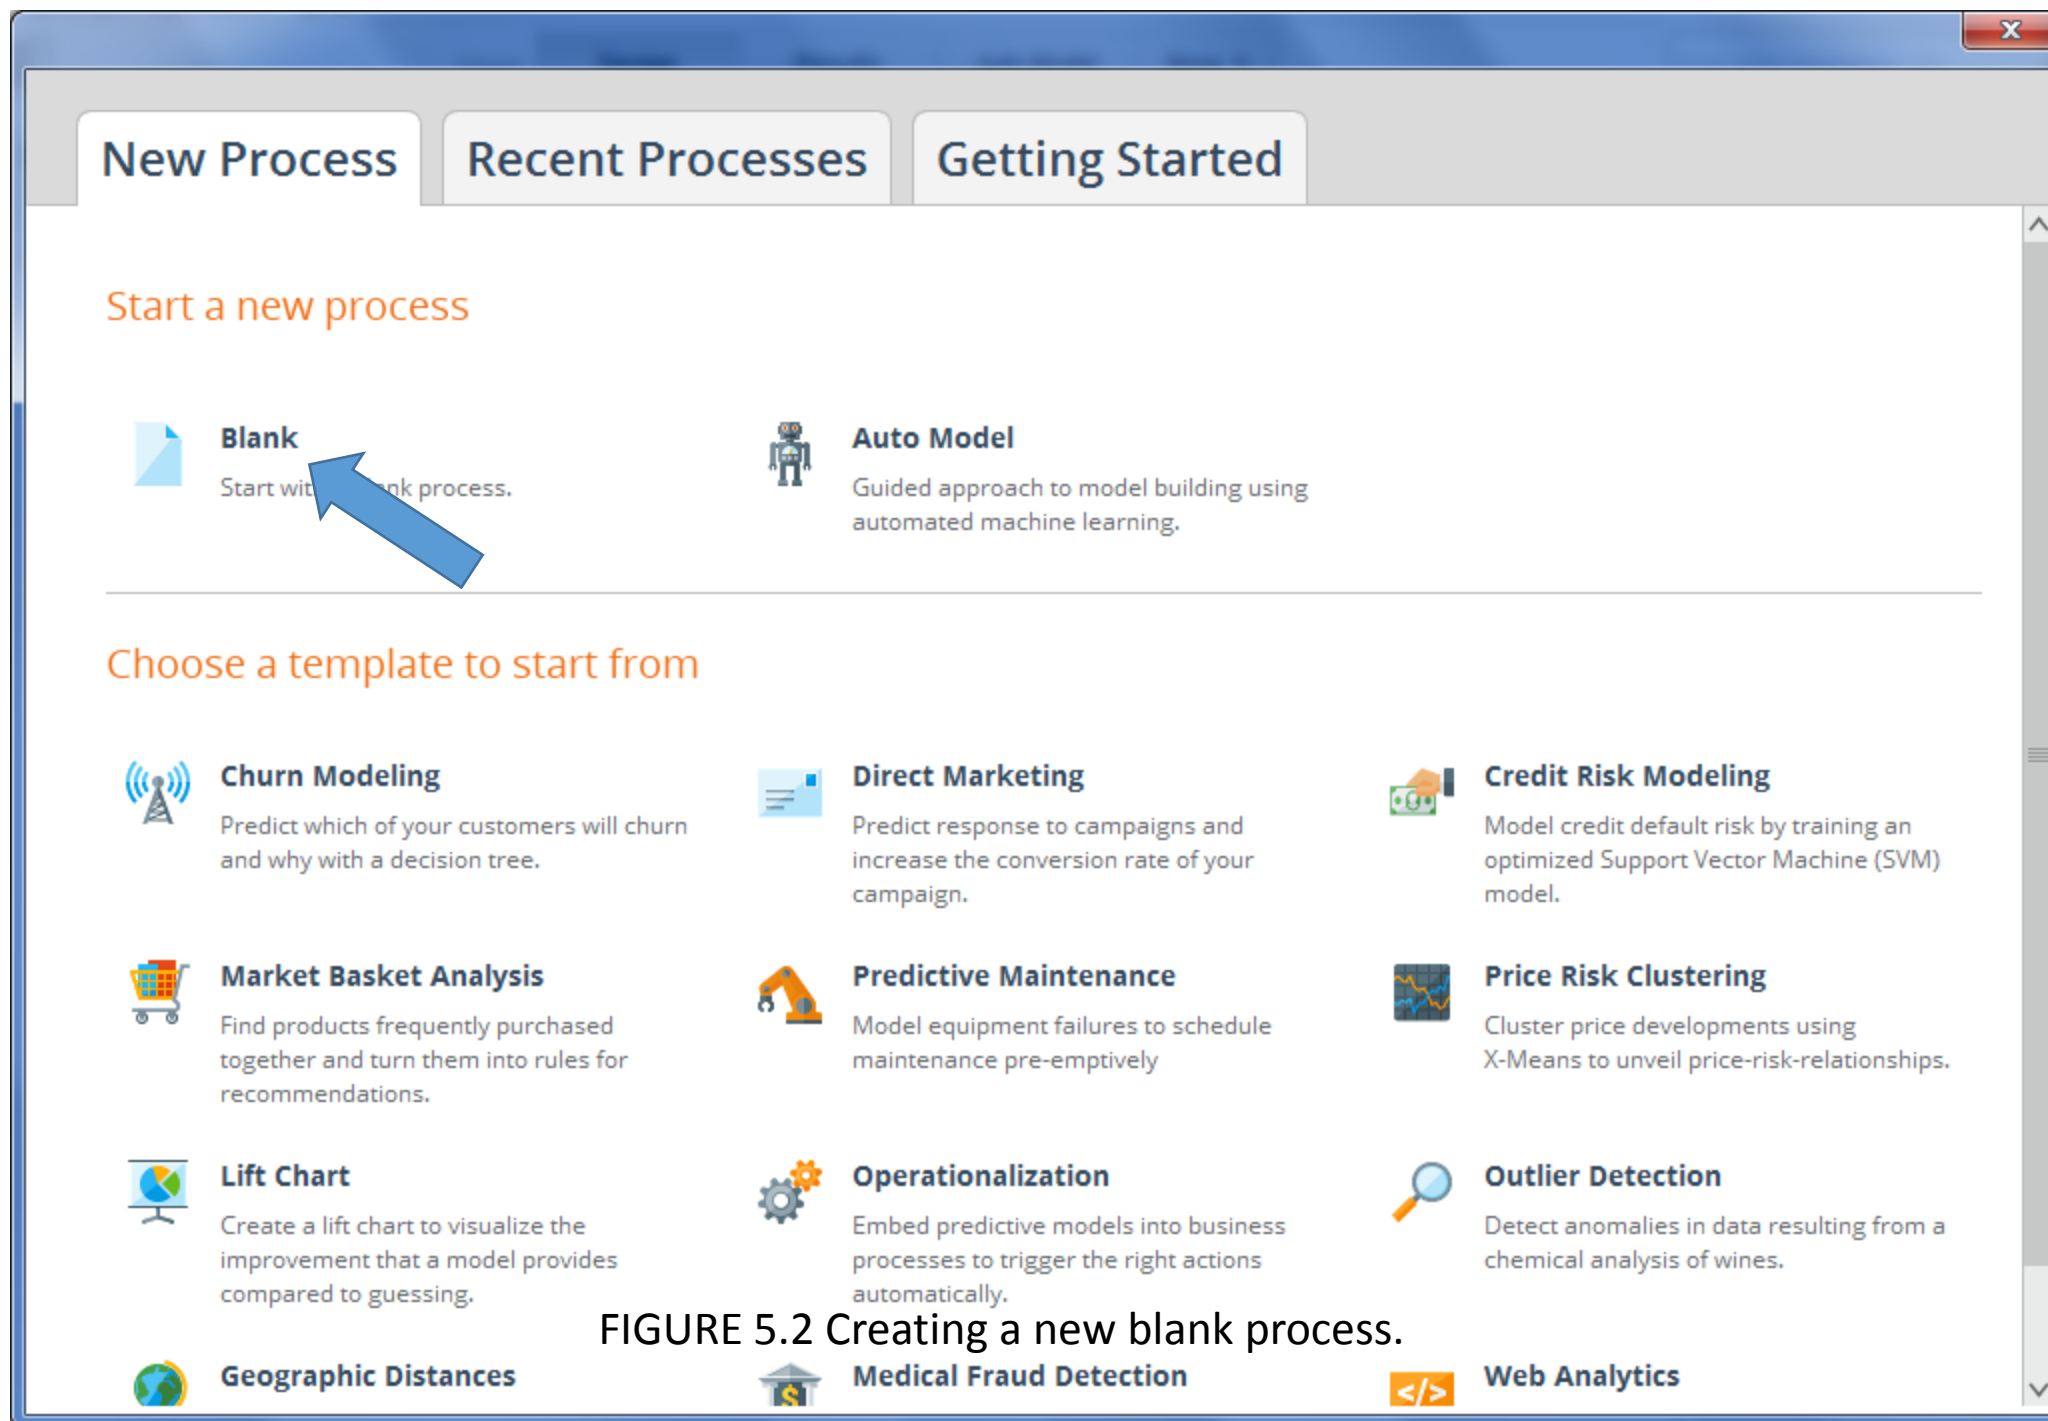 New Process
Recent Processes
Getting Started
Start a new process
Blank
Start wit nk process.
Auto Model
Guided approach to model building using
automated machine learning.
Choose a template to start from
Churn Modeling
Predict which of your customers will churn
and why with a decision tree.
Direct Marketing
Predict response to campaigns and
increase the conversion rate of your
campaign.
Credit Risk Modeling
Model credit default risk by training an
optimized Support Vector Machine (SVM)
model.
Market Basket Analysis
Find products frequently purchased
together and turn them into rules for
recommendations.
Predictive Maintenance
Model equipment failures to schedule
maintenance pre-emptively
Price Risk Clustering
Cluster price developments using
X-Means to unveil price-risk-relationships.
Lift Chart
Create a lift chart to visualize the
improvement that a model provides
compared to guessing.
Operationalization
Embed predictive models into business
processes to trigger the right actions
automatically.
Outlier Detection
Detect anomalies in data resulting from a
chemical analysis of wines.
FIGURE 5.2 Creating a new blank process.
Geographic Distances
Medical Fraud Detection
Web Analytics